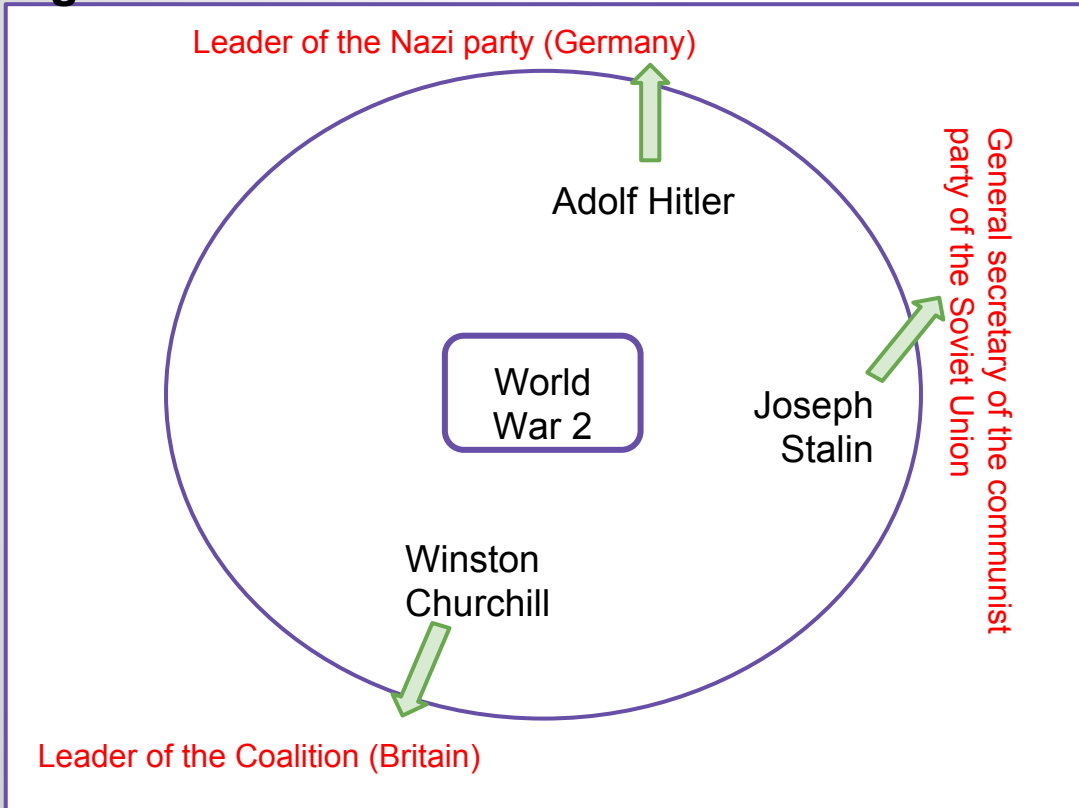 Leader of the Nazi party (Germany)
Adolf Hitler
General secretary of the communist
party of the Soviet Union
World
War 2
Joseph
Stalin
Winston
Churchill
Leader of the Coalition (Britain)